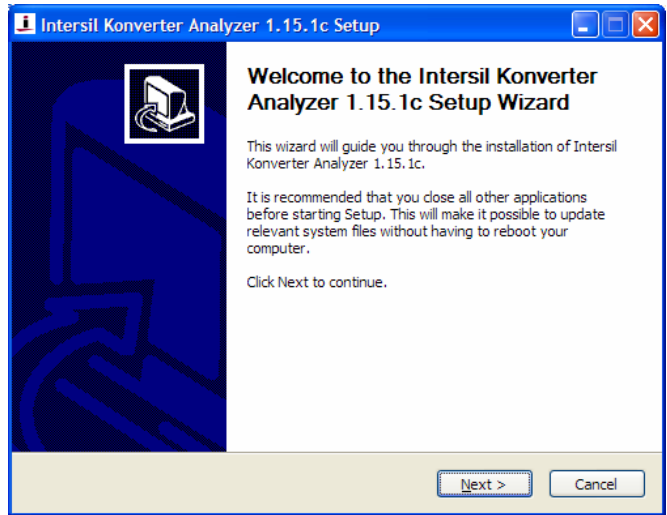 Intersil Konverter Analyzer 1.15.1c Setup
Welcome to the Intersil Konverter
Analyzer 1.15.1c Setup Wizard
This wizard will guide you through the installation of Intersil
Konverter Analyzer 1.15.1c.
It is recommended that you close all other applications
before starting Setup. This will make it possible to update
relevant system files without having to reboot your
computer.
Click Next to continue.
Next >
Cancel